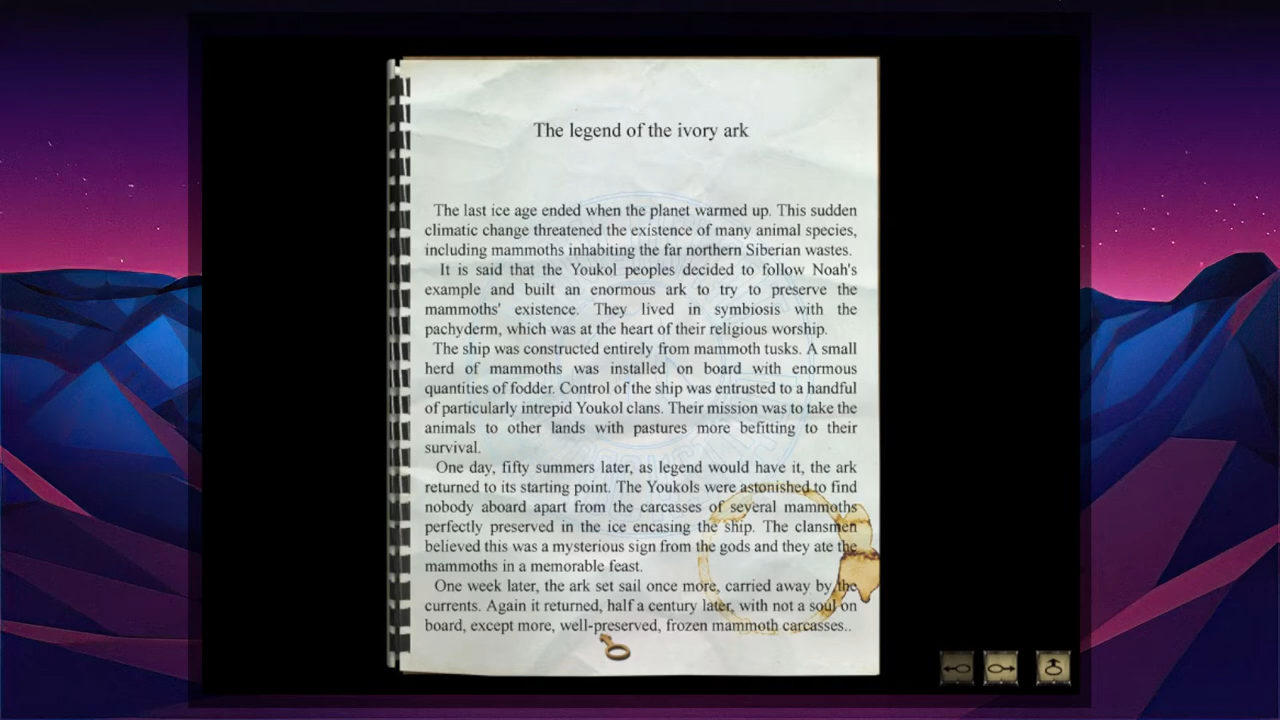 The legend of the ivory ark
The last ice age ended when the planet warmed up. This sudden
climatic change threatened the existence of many animal species,
including mammoths inhabiting the far northern Siberian wastes.
It is said that the Youkol peoples decided to follow Noah's
example and built an enormous ark to try to preserve the
mammoths' existence. They lived in symbiosis with the
pachyderm, which was at the heart of their religious worship.
The ship was constructed entirely from mammoth tusks. A small
herd of mammoths was installed on board with enormous
quantities of fodder. Control of the ship was entrusted to a handful
of particularly intrepid Youkol clans. Their mission was to take the
animals to other lands with pastures more befitting to their
survival.
One day, fifty summers later, as legend would have it, the ark
returned to its starting point. The Youkols were astonished to find
nobody aboard apart from the carcasses of several mammoths
perfectly preserved in the ice encasing the ship. The clansmen
believed this was a mysterious sign from the gods and they ate the
mammoths in a memorable feast.
One week later, the ark set sail once more, carried away by the
currents. Again it returned, half a century later, with not a soul on
board, except more, well-preserved, frozen mammoth carcasses..